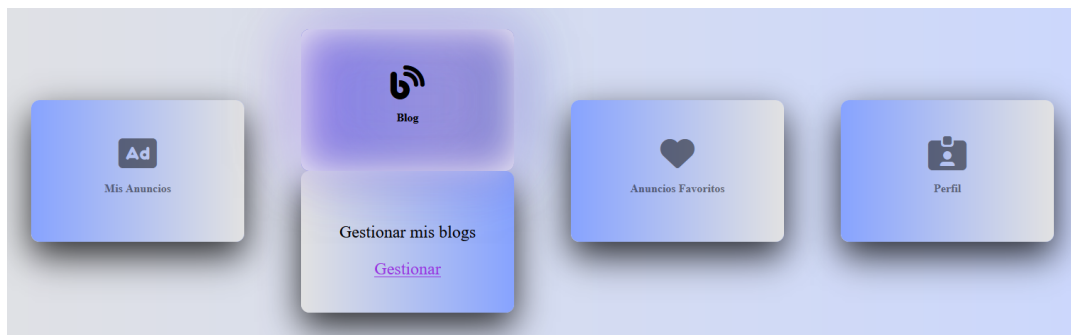 Ad
Mis Anuncios
Blog
Gestionar mis blogs
Gestionar
Anuncios Favoritos
Perfil